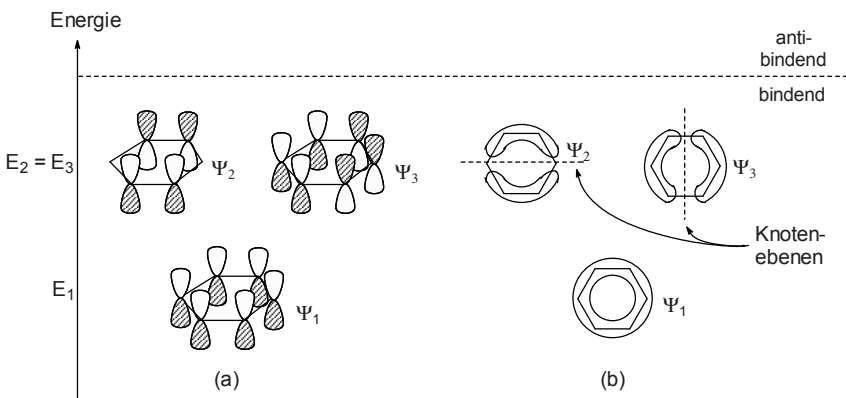 Energie
anti-
bindend
bindend
E₂ = E₃
Ψ₂
Ψ₃
Ψ₂
Ψ₃
Knoten-
ebenen
E₁
Ψ₁
Ψ₁
(a)
(b)